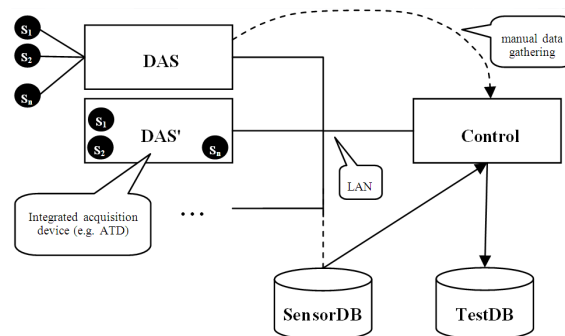 S1
S2
Sn
DAS
manual data
gathering
S1
S2
DAS'
Sn
Control
LAN
Integrated acquisition
device (e.g. ATD)
...
SensorDB
TestDB